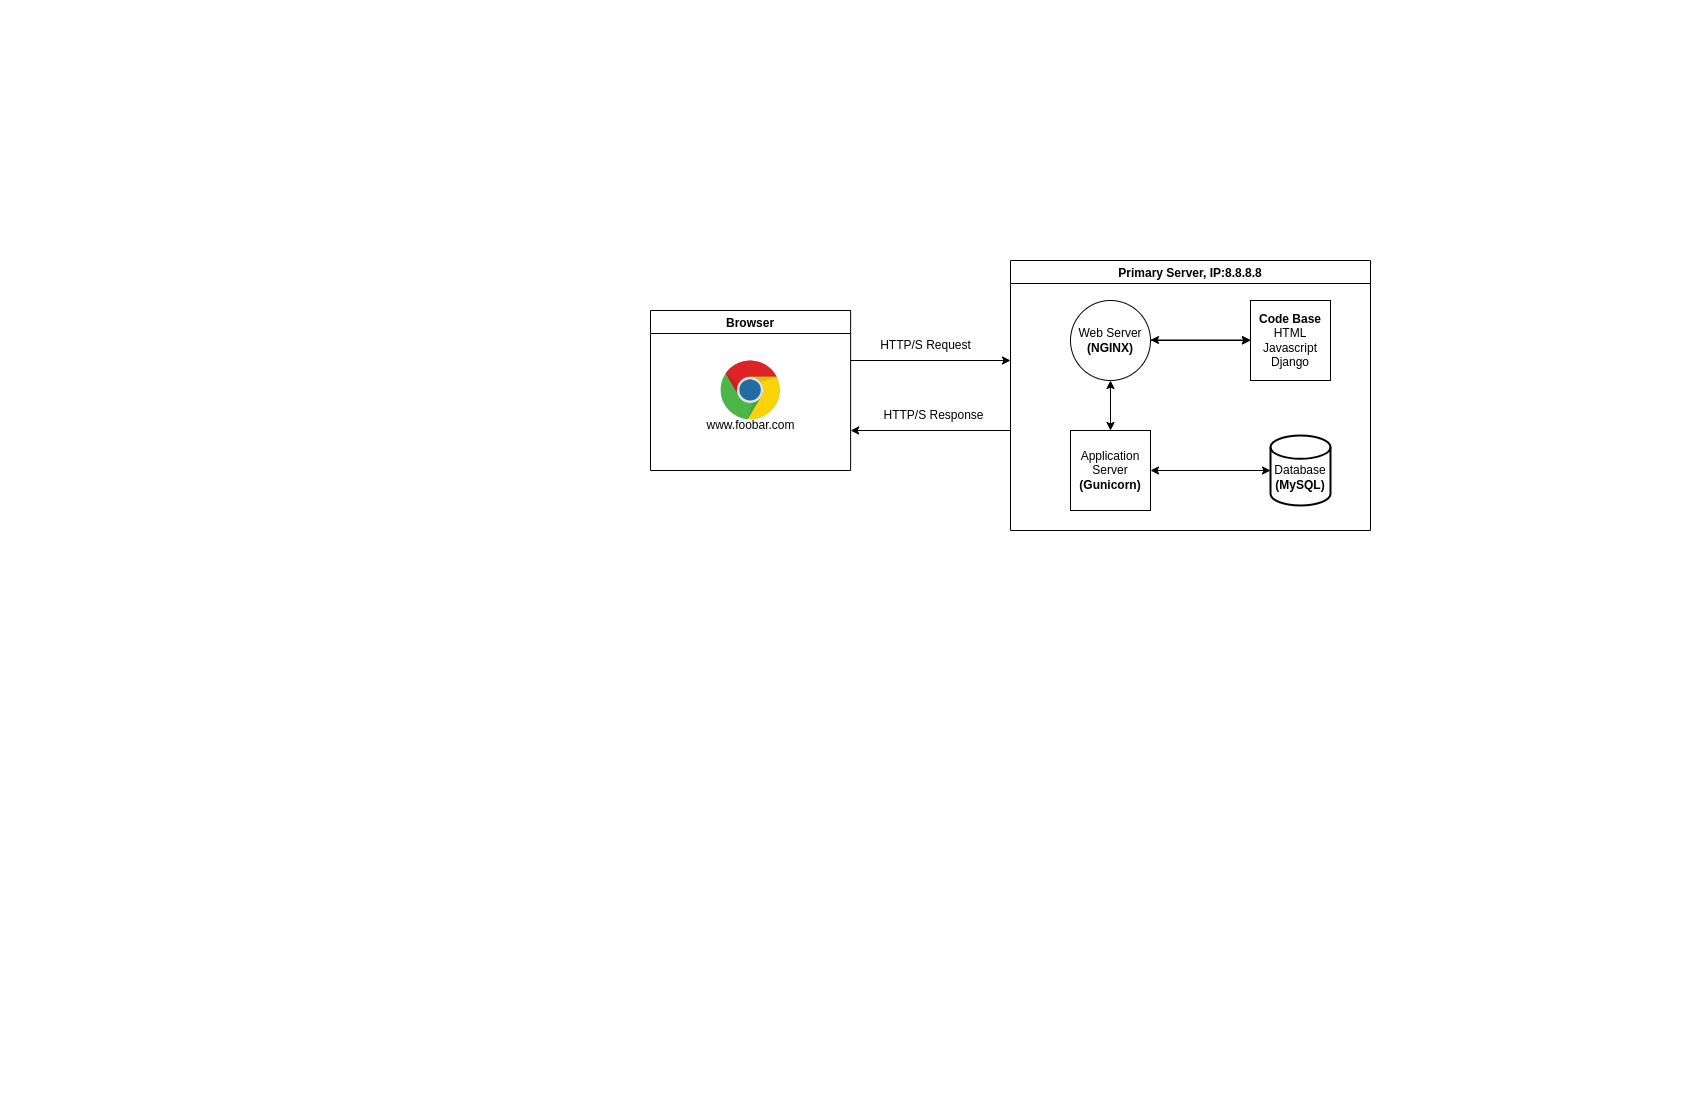 Primary Server, IP:8.8.8.8
Browser
www.foobar.com
HTTP/S Request
HTTP/S Response
Web Server
(NGINX)
Code Base
HTML
Javascript
Django
Application
Server
(Gunicorn)
Database
(MySQL)